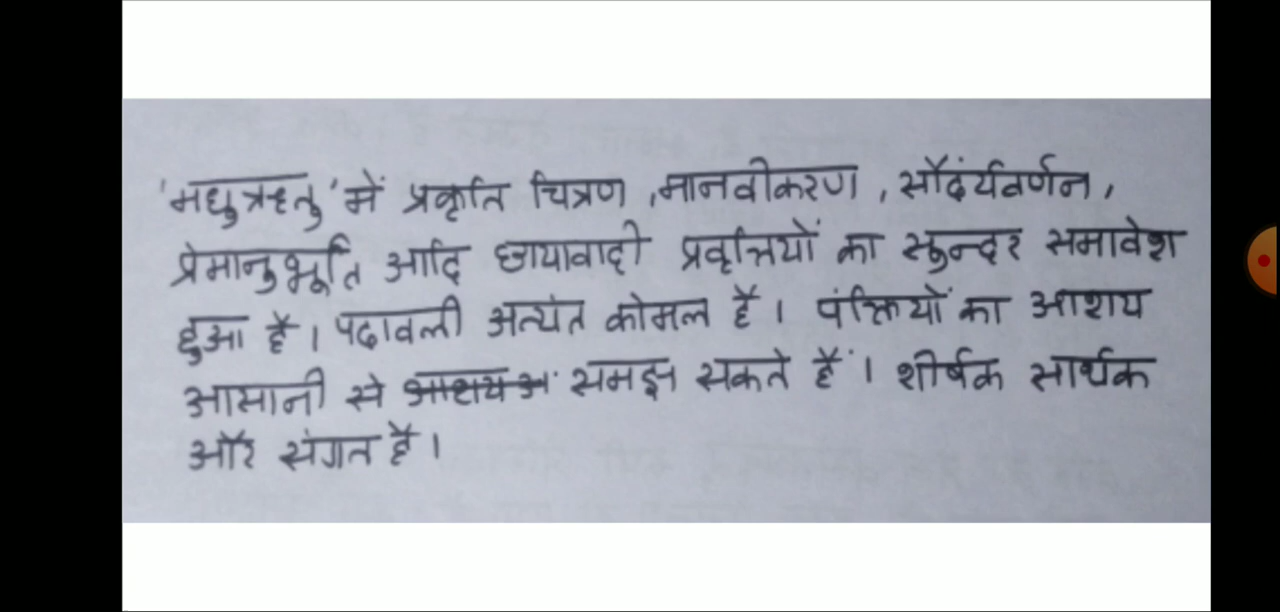 'मधुऋतु' में प्रकृति चित्रण, मानवीकरण, सौंदर्यवर्णन,
प्रेमानुभूति आदि छायावादी प्रवृत्तियों का सुन्दर समावेश
हुआ है। पदावली अत्यंत कोमल है। पंक्तियों का आशय
आसानी से समझ सकते हैं। शीर्षक सार्थक
और संगत है।